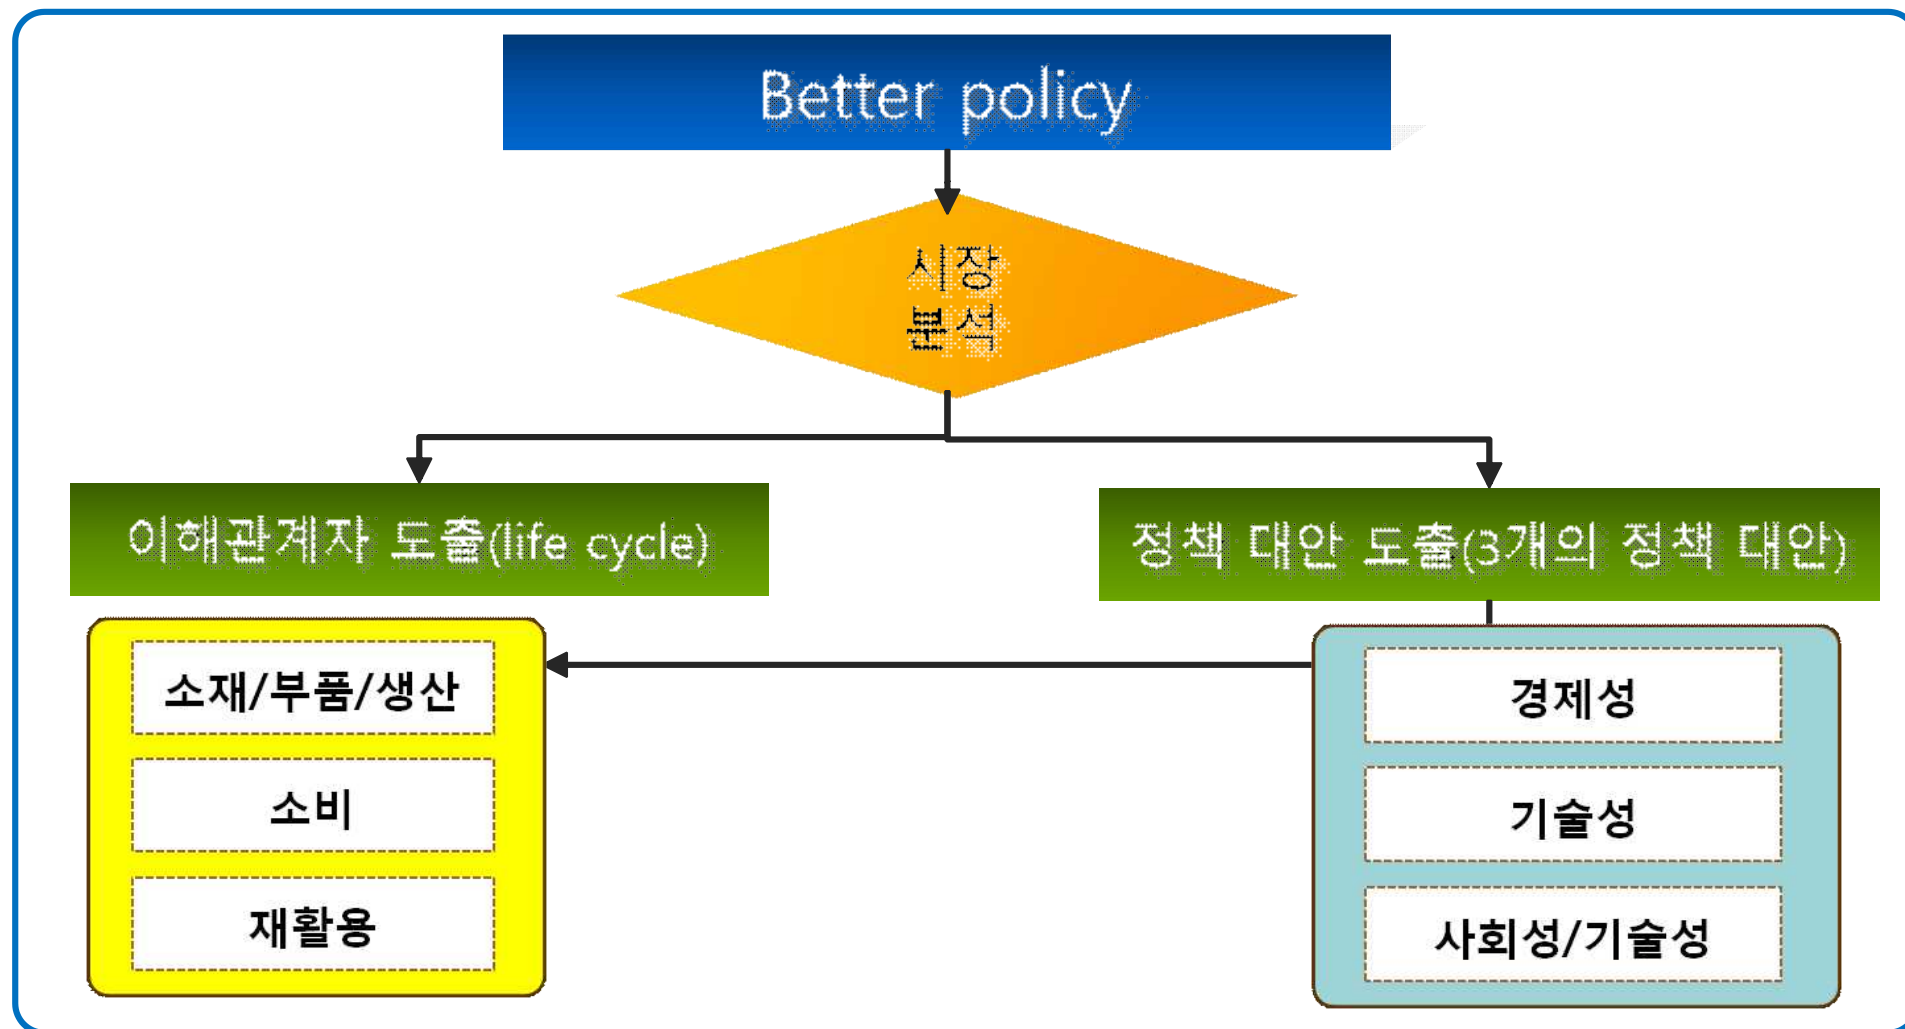 Better policy
시장
분석
이해관계자 도출(life cycle)
정책 대안 도출(3개의 정책 대안)
소재/부품/생산
소비
재활용
경제성
기술성
사회성/기술성